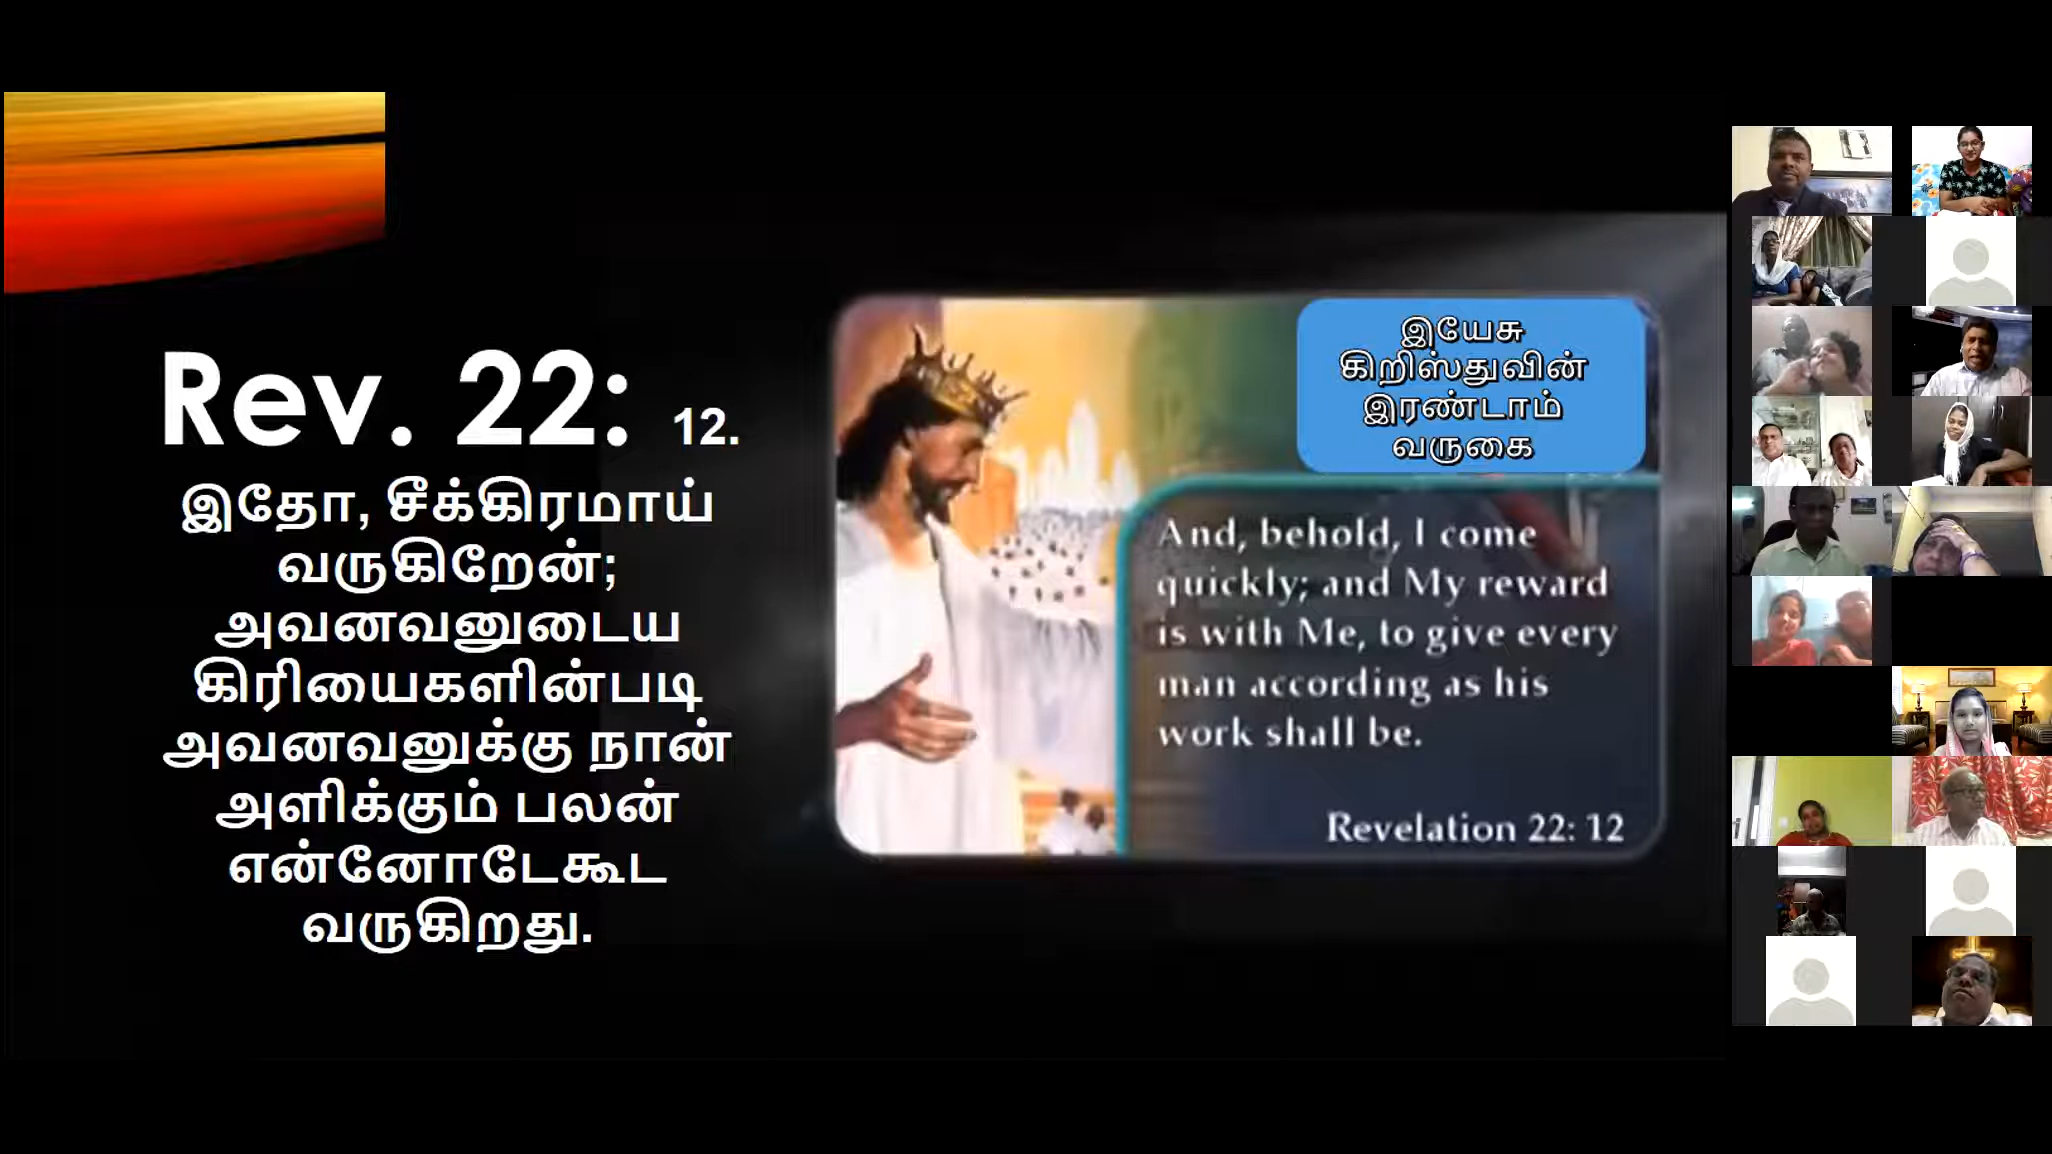 Rev. 22: 12.
இதோ, சீக்கிரமாய்
வருகிறேன்;
அவனவனுடைய
கிரியைகளின்படி
அவனவனுக்கு நான்
அளிக்கும் பலன்
என்னோடேகூட
வருகிறது.
இயேசு
கிறிஸ்துவின்
இரண்டாம்
வருகை
And, behold, I come
quickly; and My reward
is with Me, to give every
man according as his
work shall be.
Revelation 22: 12